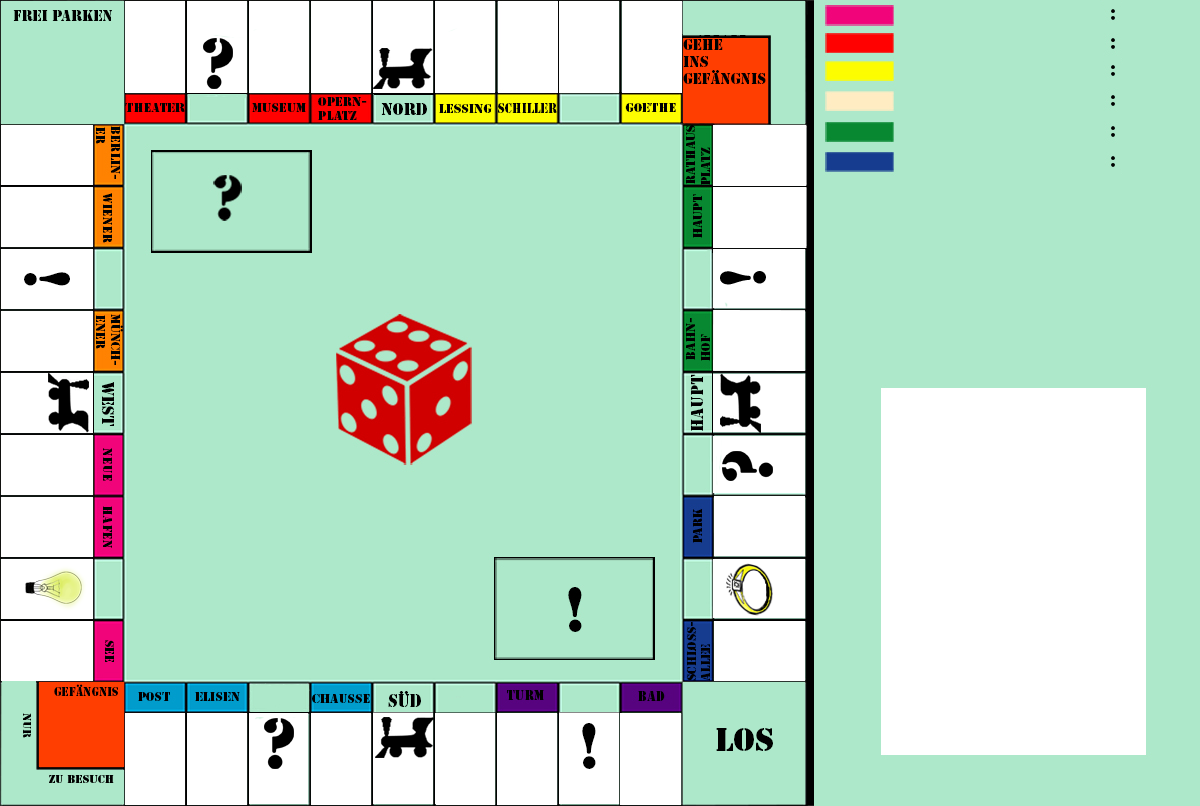 FREI PARKEN
?
GEHE
INS
GEFÄNGNIS
THEATER
MUSEUM
OPERN-
PLATZ
NORD
LESSING
SCHILLER
GOETHE
:
:
:
:
:
:
BERLIN-
ER
WIENER
!
MÜNCH-
ENER
WEST
NEUE
HAFEN
SEE
?
!
RATHAUS
PLATZ
HAUPT
!
BAHN-
HOF
HAUPT
?
PARK
SCHLOSS-
ALLEE
GEFÄNGNIS
NUR
ZU BESUCH
POST
ELISEN
CHAUSSE
SÜD
TURM
BAD
?
!
LOS